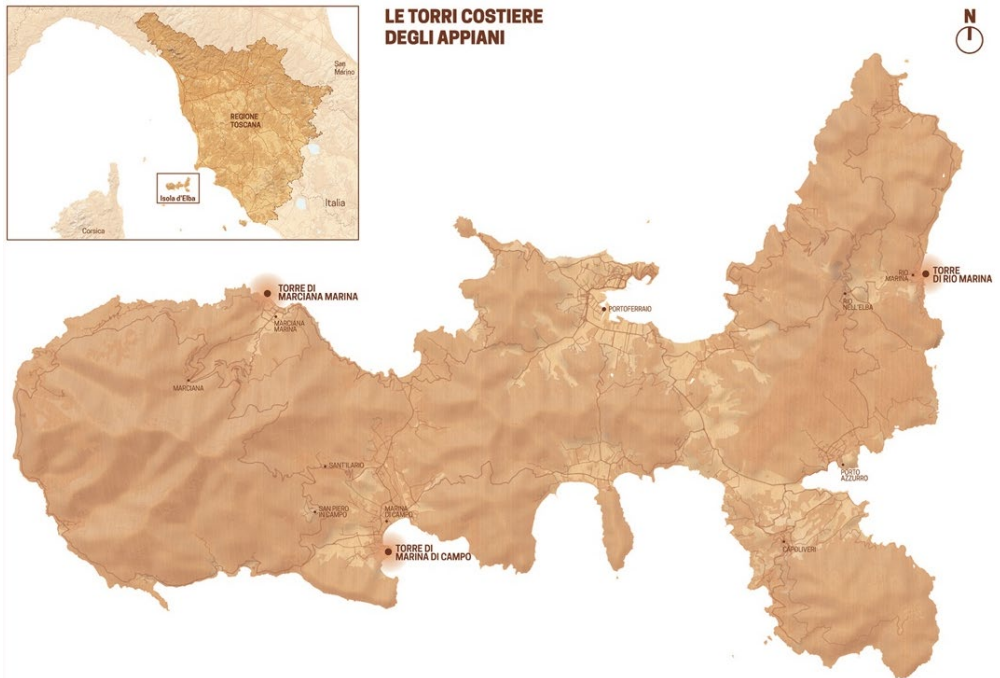 LE TORRI COSTIERE
DEGLI APPIANI
N
San
Marino
REGIONE
TOSCANA
Isola d'Elba
Italia
Corsica
TORRE DI
MARCIANA MARINA
MARCIANA
MARINA
MARCIANA
PORTOFERRAIO
RIO
MARINA
TORRE
DI RIO MARINA
RIO
NELL'ELBA
SANT'ILARIO
SAN PIERO
IN CAMPO
MARINA
DI CAMPO
TORRE DI
MARINA DI CAMPO
PORTO
AZZURRO
CAPOLIVERI